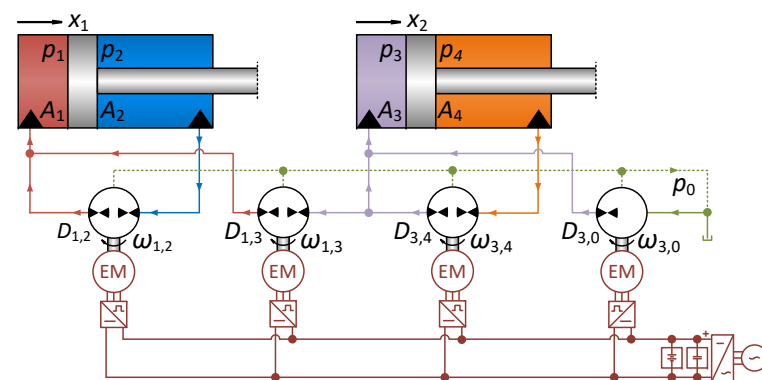 x1 x2
p1 p2 p3 p4
A1 A2 A3 A4
p0
D1,2 ω1,2 D1,3 ω1,3 D3,4 ω3,4 D3,0 ω3,0
EM EM EM EM
+